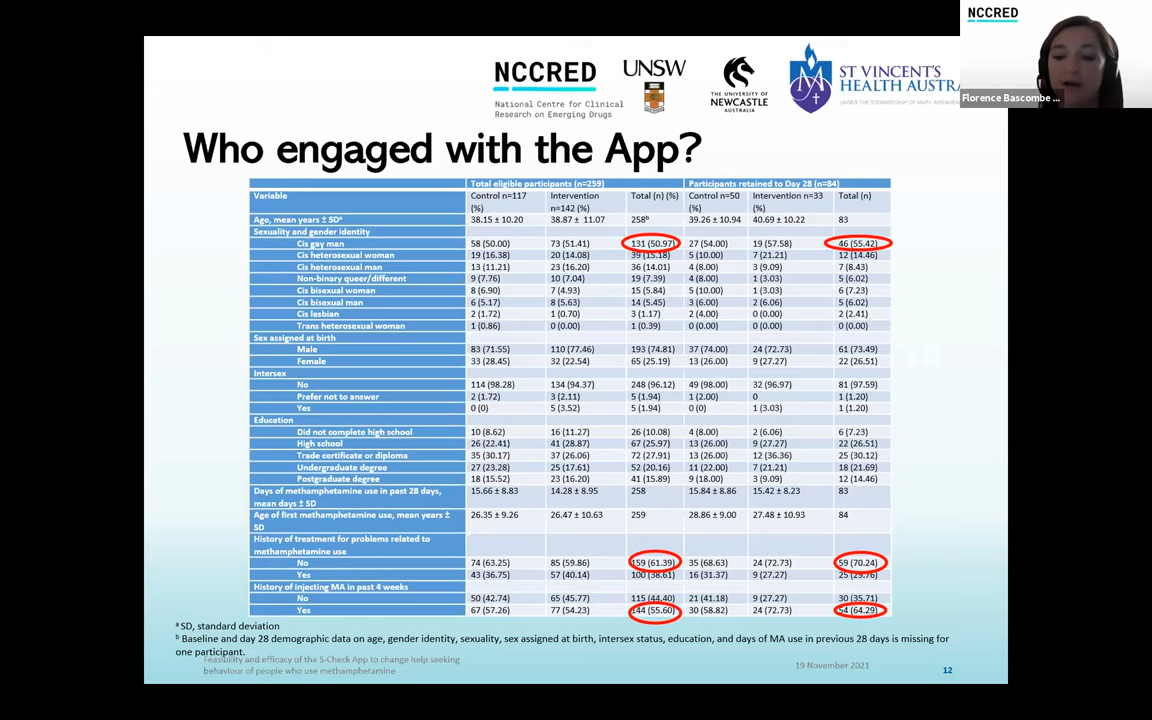 NCCRED
Florence Bascombe ...
NCCRED
National Centre for Clinical
Research on Emerging Drugs
UNSW
THE UNIVERSITY OF
NEWCASTLE
AUSTRALIA
ST VINCENT'S
HEALTH AUSTRA
Who engaged with the App?
Total eligible participants (n=259) Participants retained to Day 28 (n=84)
Variable Control n=117 (%) Intervention n=142 (%) Total (n) (%) Control n=50 (%) Intervention n=33 (%) Total (n)
Age, mean years ± SDᵃ 38.15 ± 10.20 38.87 ± 11.07 258ᵇ 39.26 ± 10.94 40.69 ± 10.22 83
Sexuality and gender identity
Cis gay man 58 (50.00) 73 (51.41) 131 (50.97) 27 (54.00) 19 (57.58) 46 (55.42)
Cis heterosexual woman 19 (16.38) 20 (14.08) 39 (15.18) 5 (10.00) 7 (21.21) 12 (14.46)
Cis heterosexual man 13 (11.21) 23 (16.20) 36 (14.01) 4 (8.00) 3 (9.09) 7 (8.43)
Non-binary queer/different 9 (7.76) 10 (7.04) 19 (7.39) 4 (8.00) 1 (3.03) 5 (6.02)
Cis bisexual woman 8 (6.90) 7 (4.93) 15 (5.84) 5 (10.00) 1 (3.03) 6 (7.23)
Cis bisexual man 6 (5.17) 8 (5.63) 14 (5.45) 3 (6.00) 2 (6.06) 5 (6.02)
Cis lesbian 2 (1.72) 1 (0.70) 3 (1.17) 2 (4.00) 0 (0.00) 2 (2.41)
Trans heterosexual woman 1 (0.86) 0 (0.00) 1 (0.39) 0 (0.00) 0 (0.00) 0 (0.00)
Sex assigned at birth
Male 83 (71.55) 110 (77.46) 193 (74.81) 37 (74.00) 24 (72.73) 61 (73.49)
Female 33 (28.45) 32 (22.54) 65 (25.19) 13 (26.00) 9 (27.27) 22 (26.51)
Intersex
No 114 (98.28) 134 (94.37) 248 (96.12) 49 (98.00) 32 (96.97) 81 (97.59)
Prefer not to answer 2 (1.72) 3 (2.11) 5 (1.94) 1 (2.00) 0 1 (1.20)
Yes 0 (0) 5 (3.52) 5 (1.94) 0 (0) 1 (3.03) 1 (1.20)
Education
Did not complete high school 10 (8.62) 16 (11.27) 26 (10.08) 4 (8.00) 2 (6.06) 6 (7.23)
High school 26 (22.41) 41 (28.87) 67 (25.97) 13 (26.00) 9 (27.27) 22 (26.51)
Trade certificate or diploma 35 (30.17) 37 (26.06) 72 (27.91) 13 (26.00) 12 (36.36) 25 (30.12)
Undergraduate degree 27 (23.28) 25 (17.61) 52 (20.16) 11 (22.00) 7 (21.21) 18 (21.69)
Postgraduate degree 18 (15.52) 23 (16.20) 41 (15.89) 9 (18.00) 3 (9.09) 12 (14.46)
Days of methamphetamine use in past 28 days, mean days ± SD 15.66 ± 8.83 14.28 ± 8.95 258 15.84 ± 8.86 15.42 ± 8.23 83
Age of first methamphetamine use, mean years ± SD 26.35 ± 9.26 26.47 ± 10.63 259 28.86 ± 9.00 27.48 ± 10.93 84
History of treatment for problems related to methamphetamine use
No 74 (63.25) 85 (59.86) 159 (61.39) 35 (68.63) 24 (72.73) 59 (70.24)
Yes 43 (36.75) 57 (40.14) 100 (38.61) 16 (31.37) 9 (27.27) 25 (29.76)
History of injecting MA in past 4 weeks
No 50 (42.74) 65 (45.77) 115 (44.40) 21 (41.18) 9 (27.27) 30 (35.71)
Yes 67 (57.26) 77 (54.23) 144 (55.60) 30 (58.82) 24 (72.73) 54 (64.29)
ᵃ SD, standard deviation
ᵇ Baseline and day 28 demographic data on age, gender identity, sexuality, sex assigned at birth, intersex status, education, and days of MA use in previous 28 days is missing for
one participant.
Feasibility and efficacy of the S-Check App to change help seeking
behaviour of people who use methamphetamine
19 November 2021
12